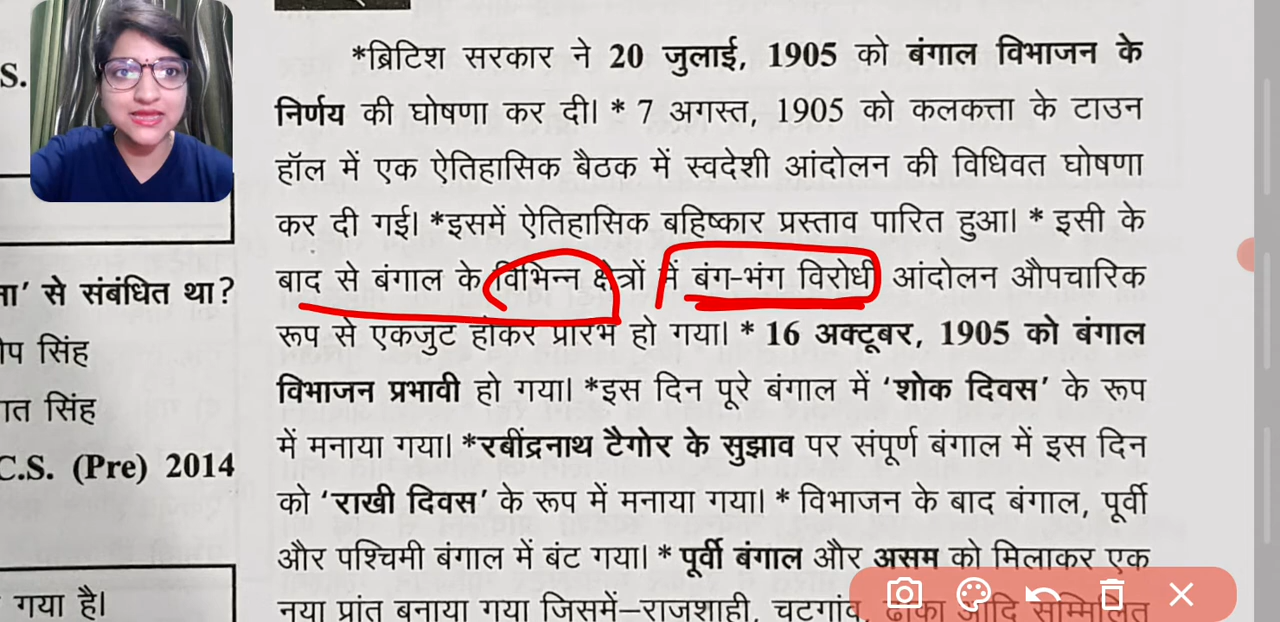 *ब्रिटिश सरकार ने 20 जुलाई, 1905 को बंगाल विभाजन के
निर्णय की घोषणा कर दी। * 7 अगस्त, 1905 को कलकत्ता के टाउन
हॉल में एक ऐतिहासिक बैठक में स्वदेशी आंदोलन की विधिवत घोषणा
कर दी गई। *इसमें ऐतिहासिक बहिष्कार प्रस्ताव पारित हुआ। * इसी के
बाद से बंगाल के विभिन्न क्षेत्रों में बंग-भंग विरोधी आंदोलन औपचारिक
रूप से एकजुट होकर प्रारंभ हो गया। * 16 अक्टूबर, 1905 को बंगाल
विभाजन प्रभावी हो गया। *इस दिन पूरे बंगाल में ‘शोक दिवस’ के रूप
में मनाया गया। *रबींद्रनाथ टैगोर के सुझाव पर संपूर्ण बंगाल में इस दिन
को ‘राखी दिवस’ के रूप में मनाया गया। * विभाजन के बाद बंगाल, पूर्वी
और पश्चिमी बंगाल में बंट गया। * पूर्वी बंगाल और असम को मिलाकर एक
नया प्रांत बनाया गया जिसमें–राजशाही, चटगांव, ढाका आदि सम्मिलित
S.
से संबंधित था?
सिंह
सिंह
C.S. (Pre) 2014
गया है।